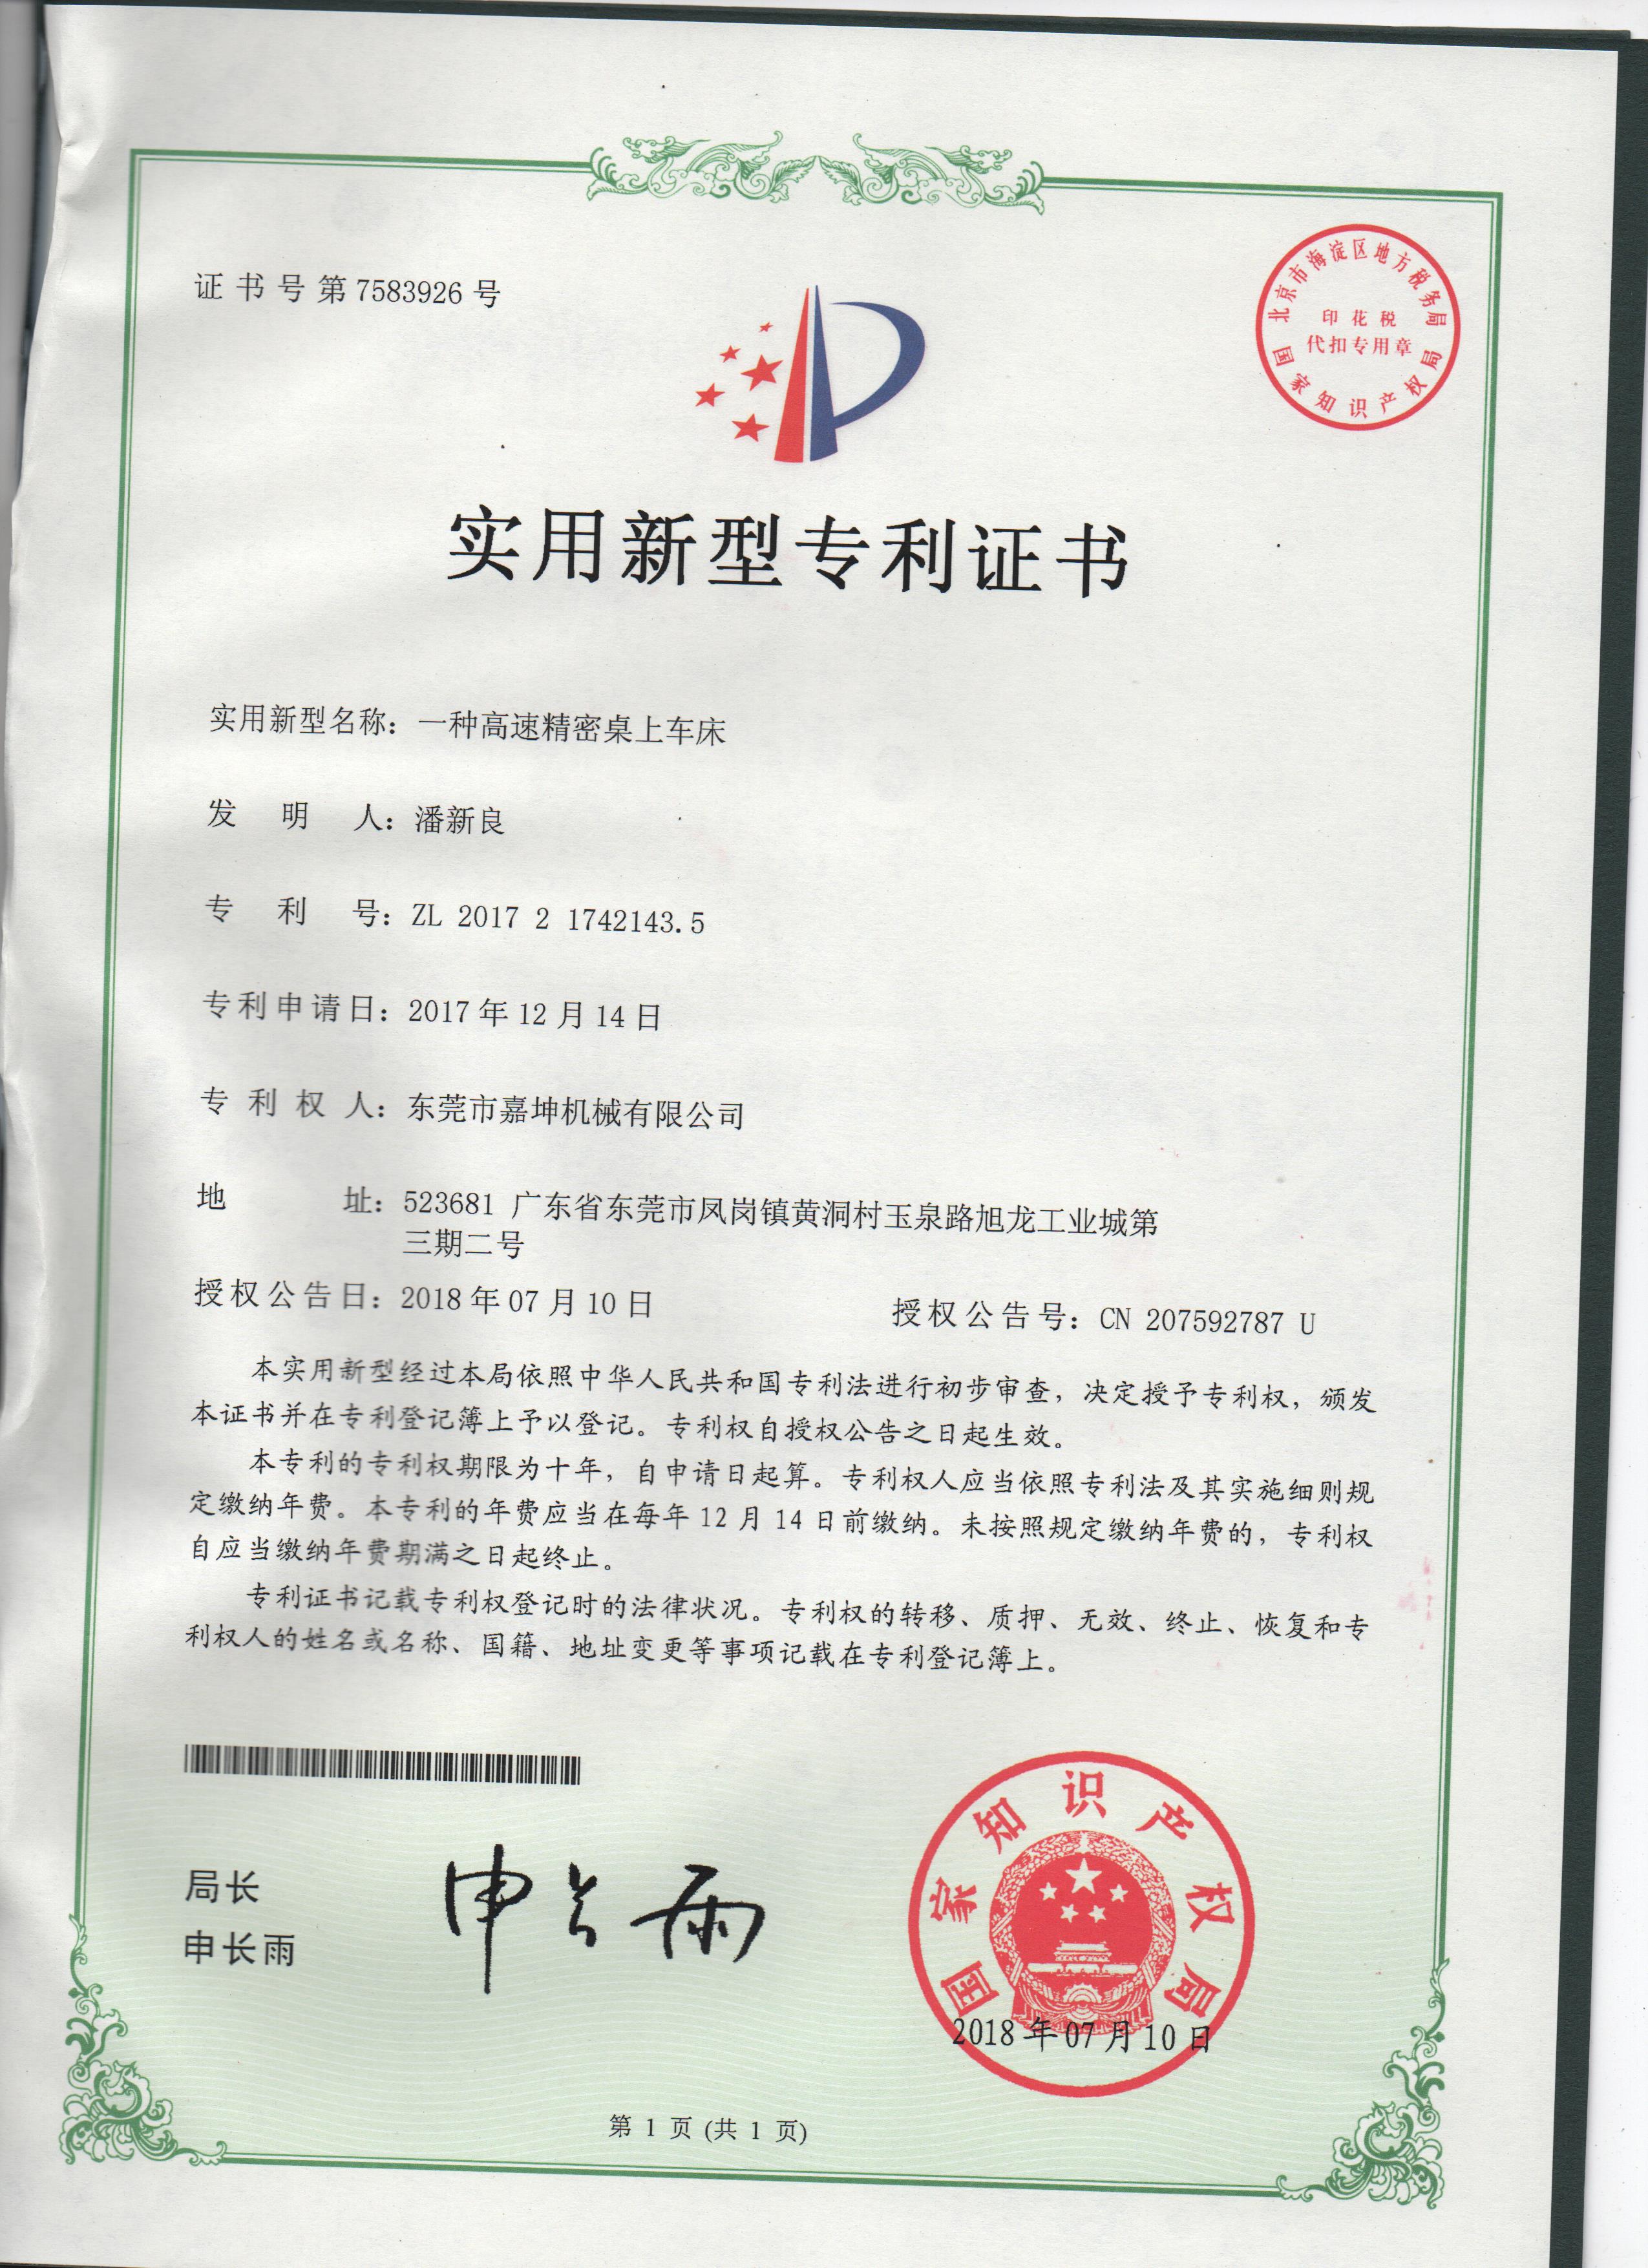 证书号第7583926号
北京市海淀区地方税务局
印花税
代扣专用章
国家知识产权局
实用新型专利证书
实用新型名称：一种高速精密桌上车床
发明人：潘新良
专利号：ZL 2017 2 1742143.5
专利申请日：2017年12月14日
专利权人：东莞市嘉坤机械有限公司
地址：523681 广东省东莞市凤岗镇黄洞村玉泉路旭龙工业城第
三期二号
授权公告日：2018年07月10日 授权公告号：CN 207592787 U
本实用新型经过本局依照中华人民共和国专利法进行初步审查，决定授予专利权，颁发
本证书并在专利登记簿上予以登记。专利权自授权公告之日起生效。
本专利的专利权期限为十年，自申请日起算。专利权人应当依照专利法及其实施细则规
定缴纳年费。本专利的年费应当在每年12月14日前缴纳。未按照规定缴纳年费的，专利权
自应当缴纳年费期满之日起终止。
专利证书记载专利权登记时的法律状况。专利权的转移、质押、无效、终止、恢复和专
利权人的姓名或名称、国籍、地址变更等事项记载在专利登记簿上。
局长
申长雨
申长雨
国家知识产权局
2018年07月10日
第 1 页 (共 1 页)